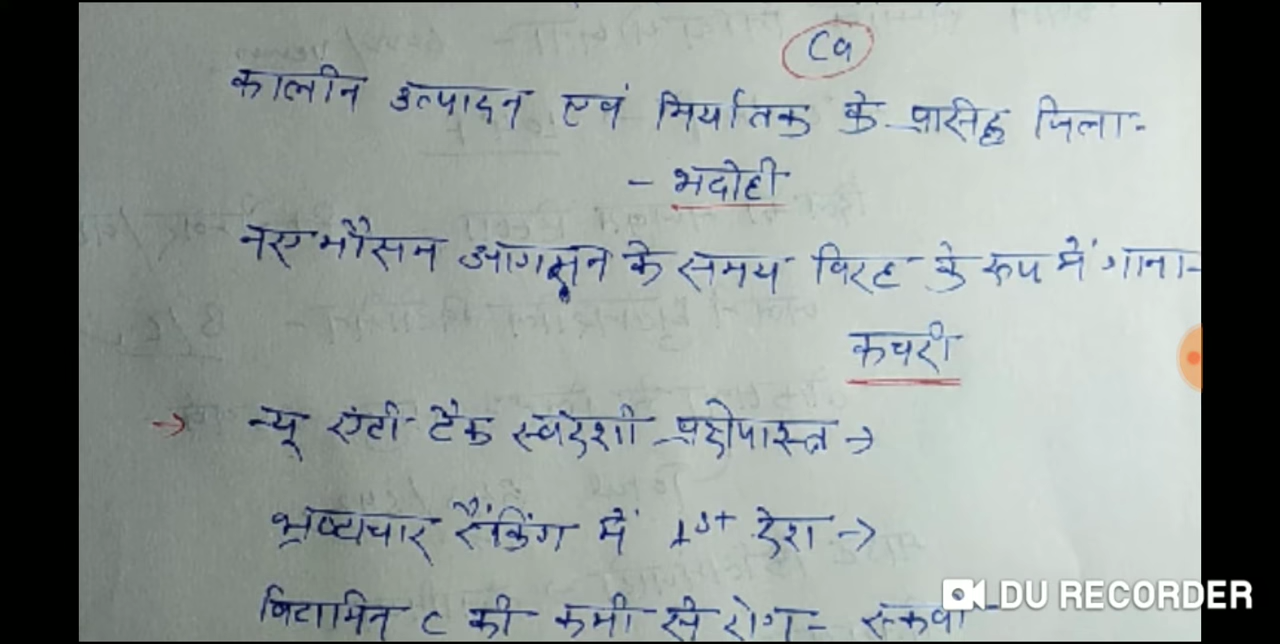 Ca
कालीन उत्पादन एवं निर्यातक के प्रसिद्ध जिला-
- भदोही
नए मौसम आगमन के समय विरह के रूप में गाना-
कचरी
→ न्यू एंटी टैंक स्वदेशी प्रक्षेपास्त्र →
भ्रष्टाचार रैंकिंग में 1st देश →
विटामिन C की कमी से रोग - स्कर्वी
DU RECORDER